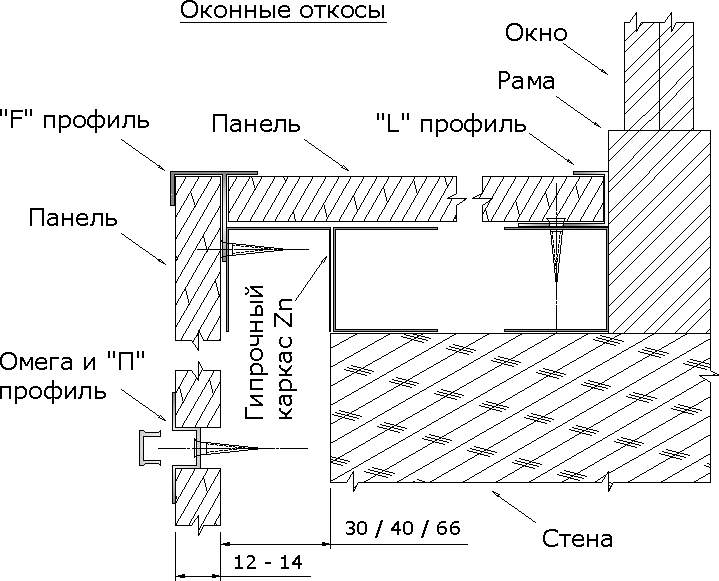 Оконные откосы
Окно
Рама
"F" профиль
Панель
"L" профиль
Панель
Гипрочный
каркас Zn
Омега и "П"
профиль
30 / 40 / 66
Стена
12 - 14